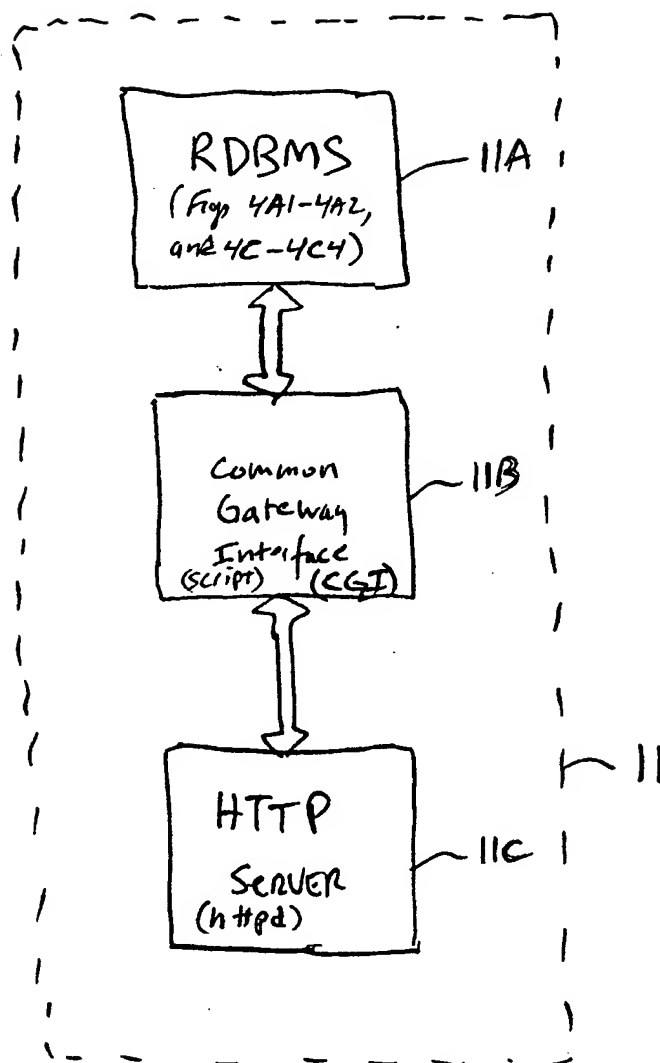 RDBMS
(Figs 4A1-4A2,
and 4C-4C4)
11A
Common
Gateway
Interface
(script) (CGI)
11B
HTTP
SERVER
(httpd)
11C
11